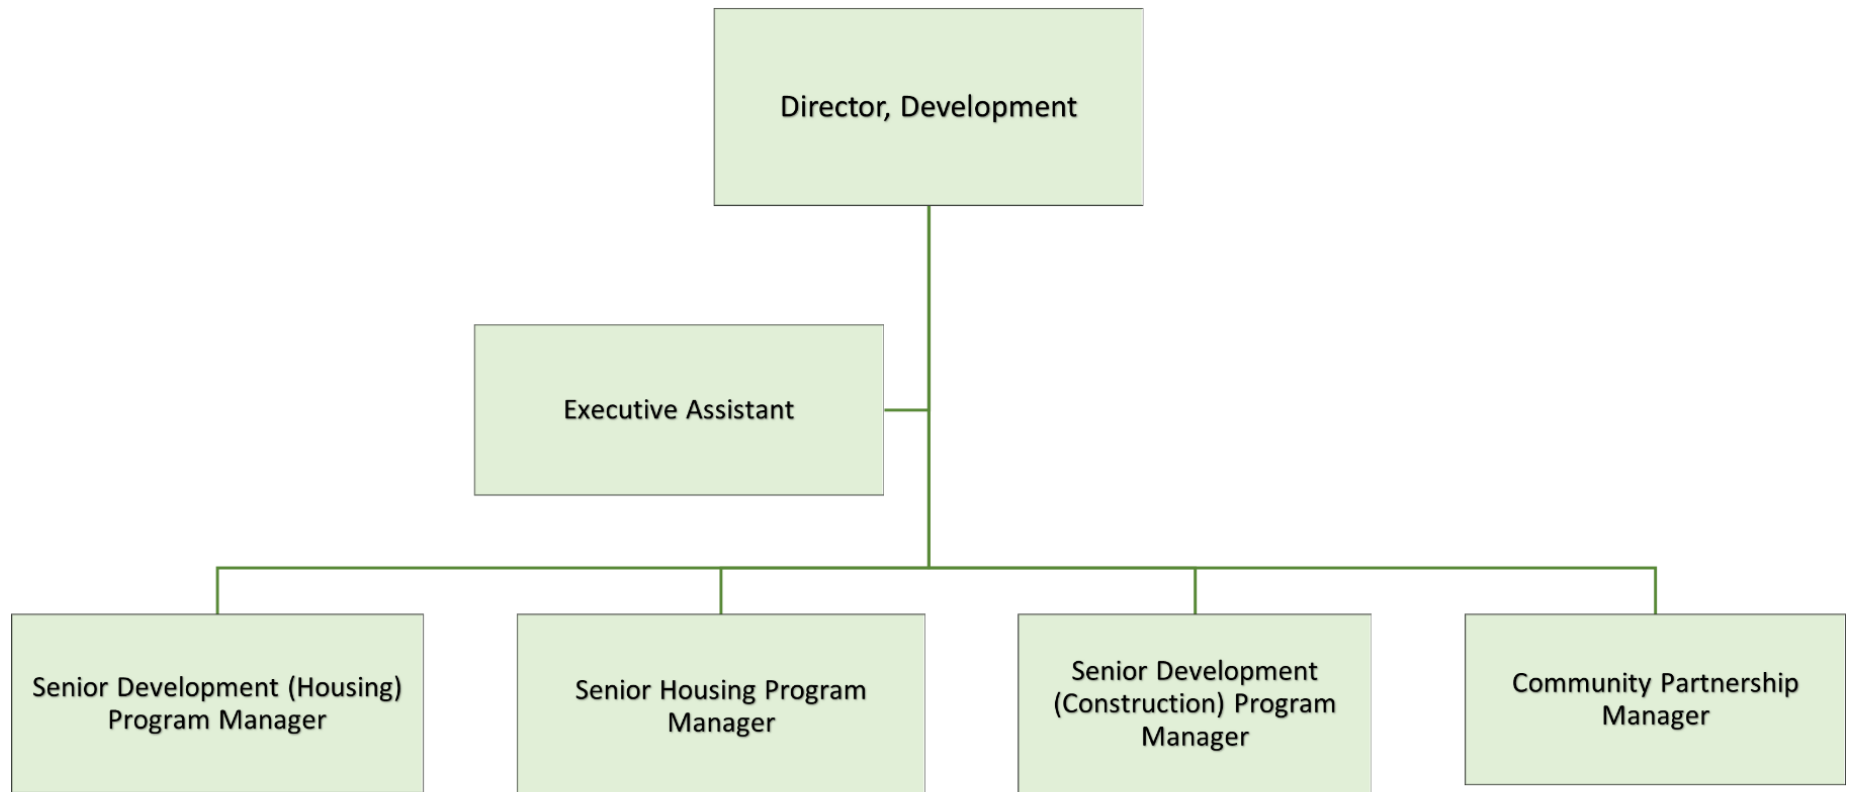 Director, Development
Executive Assistant
Senior Development (Housing)
Program Manager
Senior Housing Program
Manager
Senior Development
(Construction) Program
Manager
Community Partnership
Manager